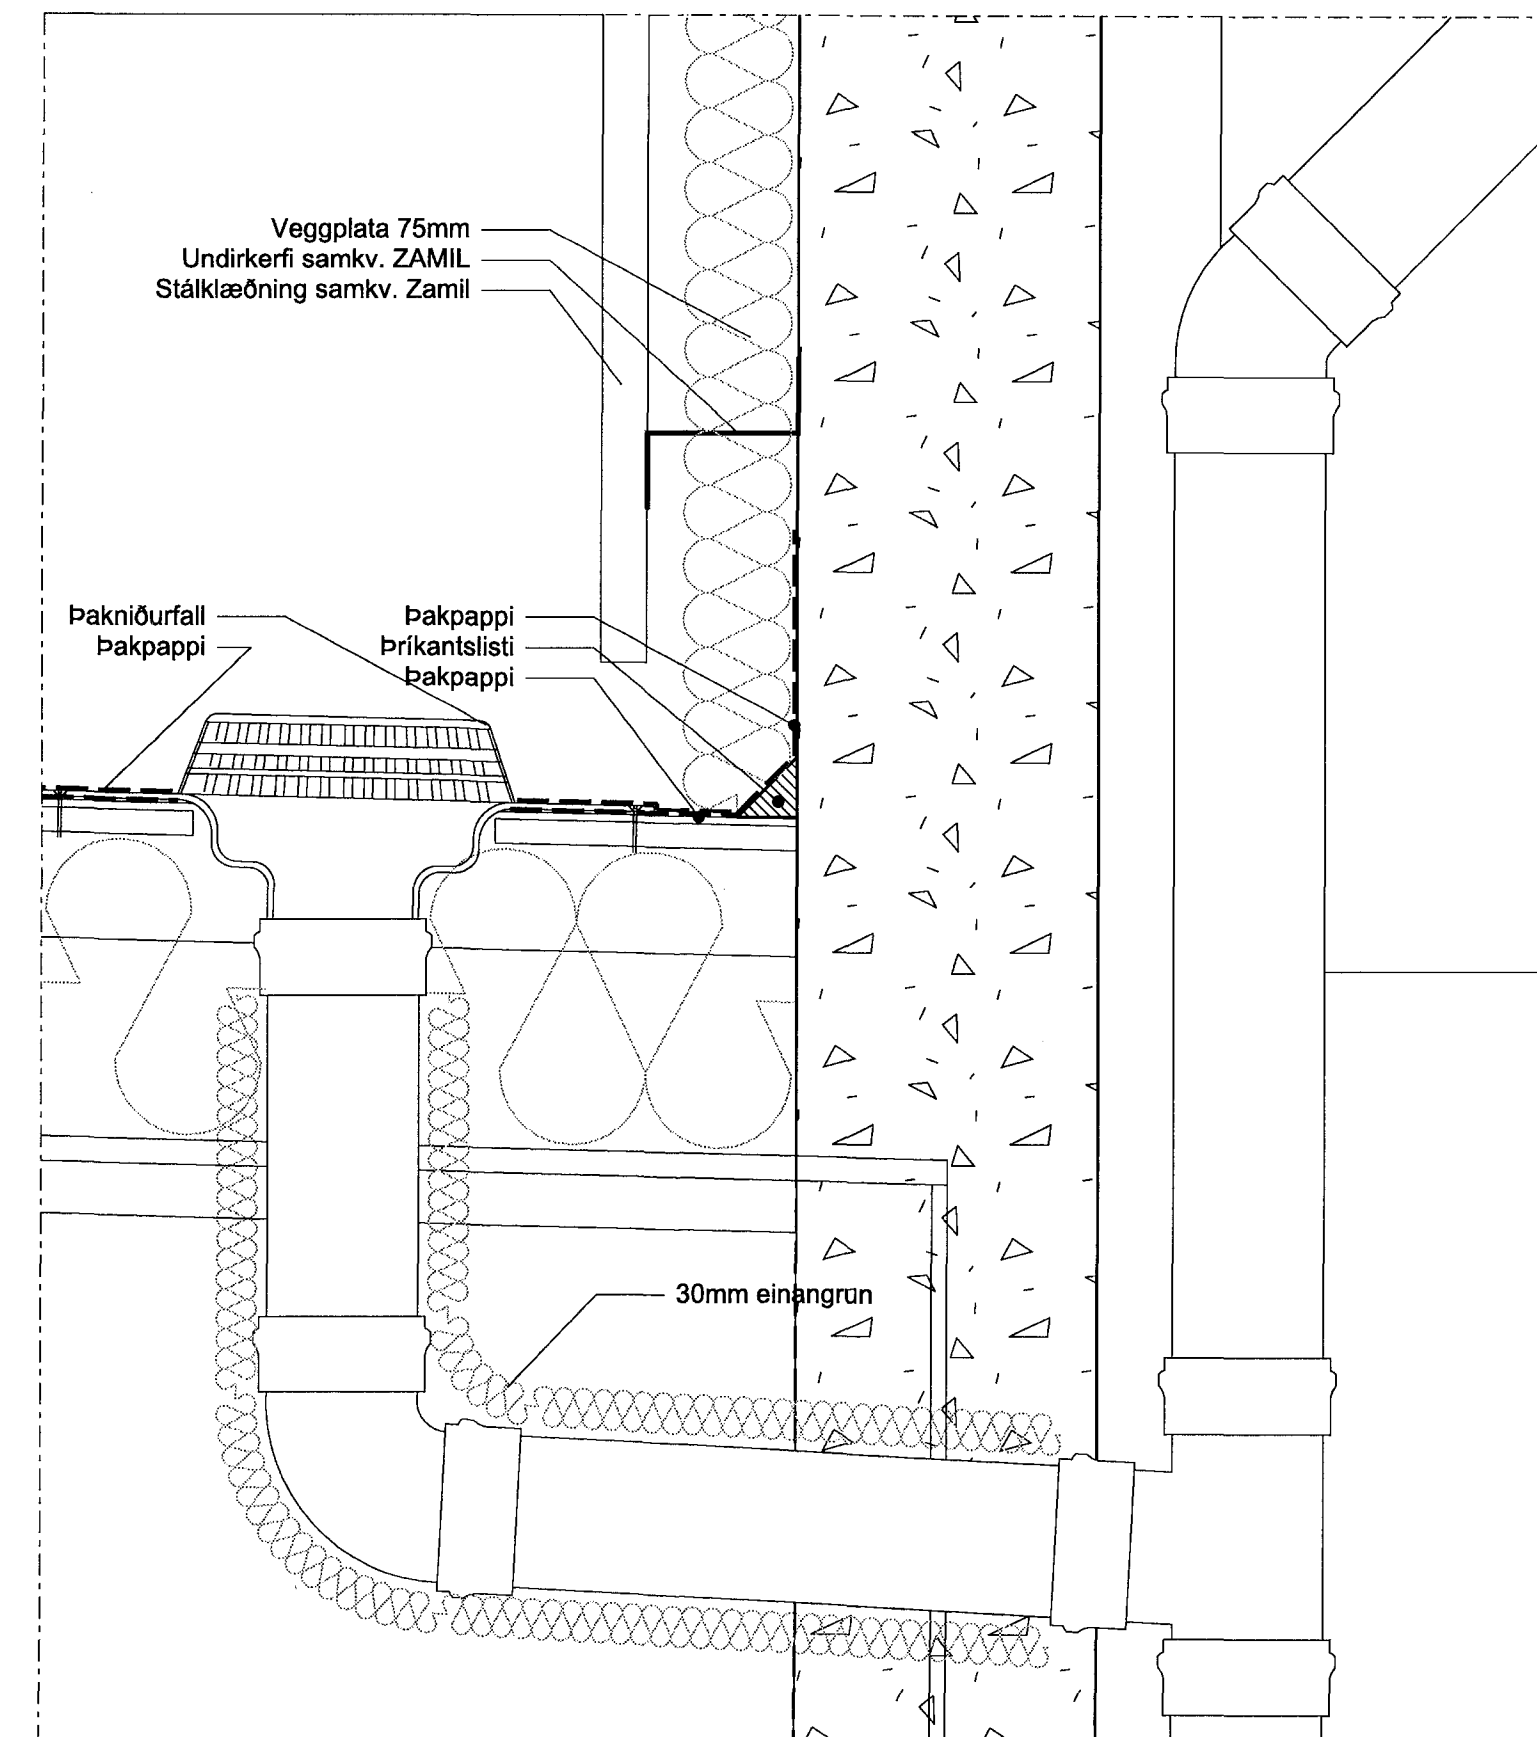 Veggplata 75mm
Undirkerfi samkv. ZAMIL
Stálklæðning samkv. Zamil
Þakniðurfall
Þakpappi
Þakpappi
Þríkantslisti
Þakpappi
30mm einangrun